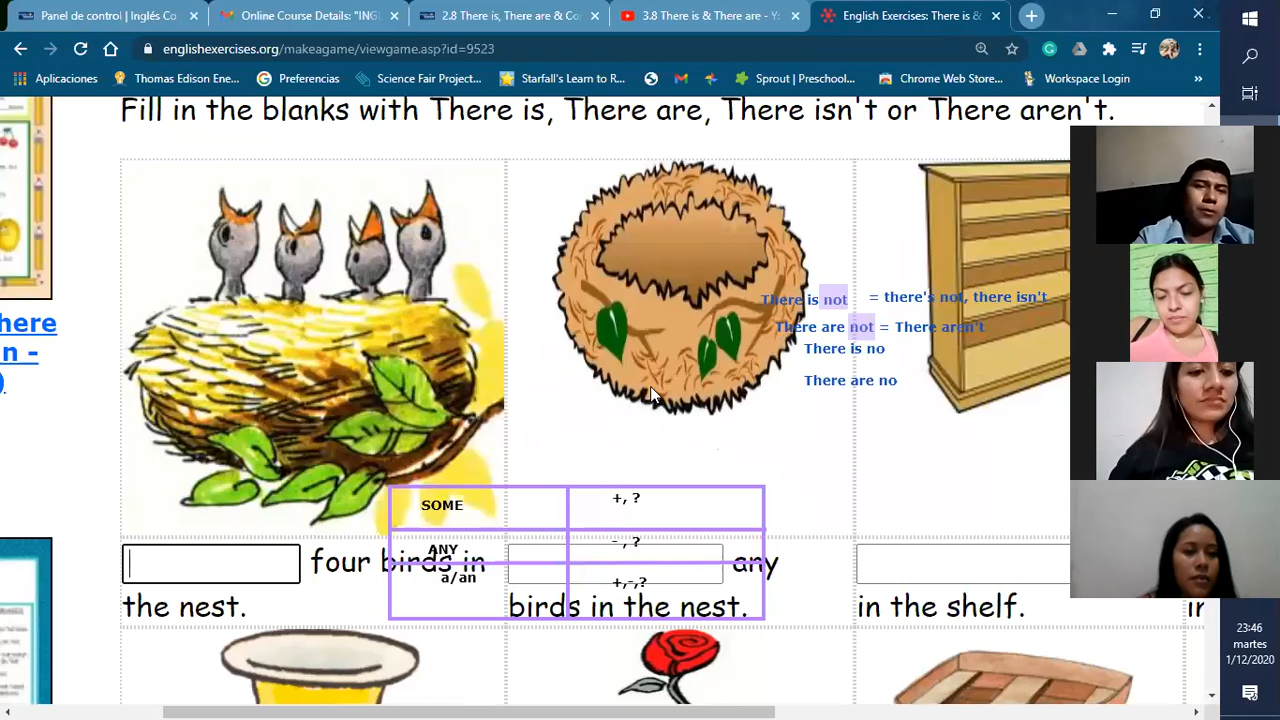 Panel de control | Inglés Co
Online Course Details: "INGL
2.8 There is, There are & Co
3.8 There is & There are - Y
English Exercises: There is &
englishexercises.org/makeagame/viewgame.asp?id=9523
Aplicaciones
Thomas Edison Ene...
Preferencias
Science Fair Project...
Starfall's Learn to R...
Sprout | Preschool...
Chrome Web Store...
Workspace Login
Fill in the blanks with There is, There are, There isn't or There aren't.
here
n -
)
There is not = there's not, there isn't
There are not = There aren't
There is no
There are no
SOME +, ?
ANY - , ?
a/an +,-,?
four birds in
the nest.
any
birds in the nest.
in the shelf.
in
23:46
martes